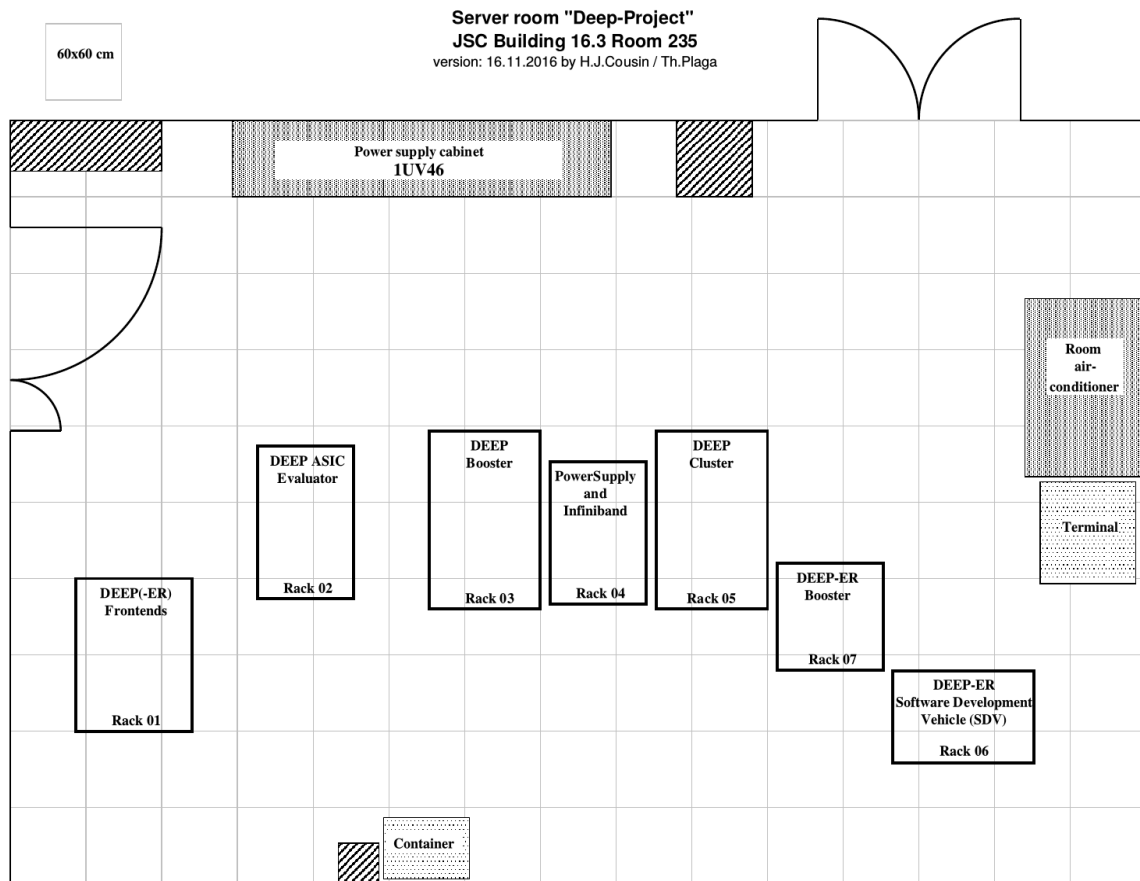 Server room "Deep-Project"
JSC Building 16.3 Room 235
version: 16.11.2016 by H.J.Cousin / Th.Plaga
60x60 cm
Power supply cabinet
1UV46
Room
air-
conditioner
DEEP ASIC
Evaluator
Rack 02
DEEP
Booster
Rack 03
PowerSupply
and
Infiniband
Rack 04
DEEP
Cluster
Rack 05
Terminal
DEEP(-ER)
Frontends
Rack 01
DEEP-ER
Booster
Rack 07
DEEP-ER
Software Development
Vehicle (SDV)
Rack 06
Container